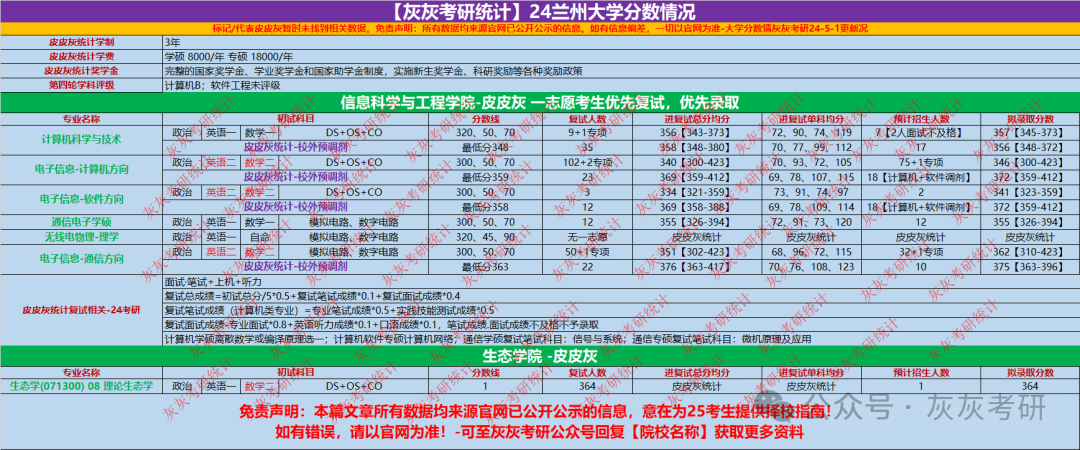 【灰灰考研统计】24兰州大学分数情况
标记/代表皮皮灰暂时未找到相关数据。免责声明：所有数据均来源官网已公开公示的信息。如有信息偏差，一切以官网为准-大学分数情灰灰考研24-5-1更新况
皮皮灰统计学制 3年
皮皮灰统计学费 学硕 8000/年 专硕 18000/年
皮皮灰统计奖学金 完整的国家奖学金、学业奖学金和国家助学金制度，实施新生奖学金、科研奖励等各种奖励政策
第四轮学科评级 计算机B；软件工程未评级
信息科学与工程学院-皮皮灰 一志愿考生优先复试，优先录取
专业名称 初试科目 分数线 复试人数 进复试总分均分 进复试单科均分 预计招生人数 拟录取分数
计算机科学与技术 政治 英语一 数学一 DS+OS+CO 320、50、70 9+1专项 356【343-373】 72、90、74、119 7【2人面试不及格】 357【345-373】
皮皮灰统计-校外预调剂 最低分348 35 358【348-380】 70、77、99、112 17 356【348-372】
电子信息-计算机方向 政治 英语二 数学二 DS+OS+CO 300、50、70 102+2专项 340【300-423】 70、93、72、105 75+1专项 346【300-423】
皮皮灰统计-校外预调剂 最低分359 23 369【359-412】 69、78、107、115 18【计算机+软件调剂】 372【359-412】
电子信息-软件方向 政治 英语二 数学二 DS+OS+CO 300、50、70 3 334【321-359】 73、91、74、97 2 341【323-359】
皮皮灰统计-校外预调剂 最低分358 12 369【358-388】 69、78、109、114 18【计算机+软件调剂】 372【359-412】
通信电子学硕 政治 英语一 数学一 模拟电路、数字电路 300、50、70 12 355【326-394】 72、91、73、120 12 355【326-394】
无线电物理-理学 政治 英语一 自命 模拟电路、数字电路 320、45、90 无一志愿 皮皮灰统计 皮皮灰统计 皮皮灰统计 皮皮灰统计
电子信息-通信方向 政治 英语二 数学二 模拟电路、数字电路 300、50、70 50+1专项 351【302-423】 68、96、72、115 32+1专项 362【310-423】
皮皮灰统计-校外预调剂 最低分363 22 376【363-417】 70、76、108、123 10 375【363-396】
皮皮灰统计复试相关-24考研 面试-笔试+上机+听力
复试总成绩=初试总分/5*0.5+复试笔试成绩*0.1+复试面试成绩*0.4
复试笔试成绩（计算机类专业）=专业笔试成绩*0.5+实践技能测试成绩*0.5
复试面试成绩-专业面试*0.8+英语听力成绩*0.1+口语成绩*0.1，笔试成绩.面试成绩不及格不予录取
计算机学硕离散数学或编译原理选一；计算机软件专硕计算机网络；通信学硕复试笔试科目：信号与系统；通信专硕复试笔试科目：微机原理及应用
生态学院 -皮皮灰
专业名称 初试科目 分数线 复试人数 进复试总分均分 进复试单科均分 预计招生人数 拟录取分数
生态学(071300) 08 理论生态学 政治 英语一 数学二 DS+OS+CO 1 364 皮皮灰统计 皮皮灰统计 1 364
免责声明：本篇文章所有数据均来源官网已公开公示的信息，意在为25考生提供择校指南！
如有错误，请以官网为准！-可至灰灰考研公众号回复【院校名称】获取更多资料
公众号 · 灰灰考研
灰灰考研统计